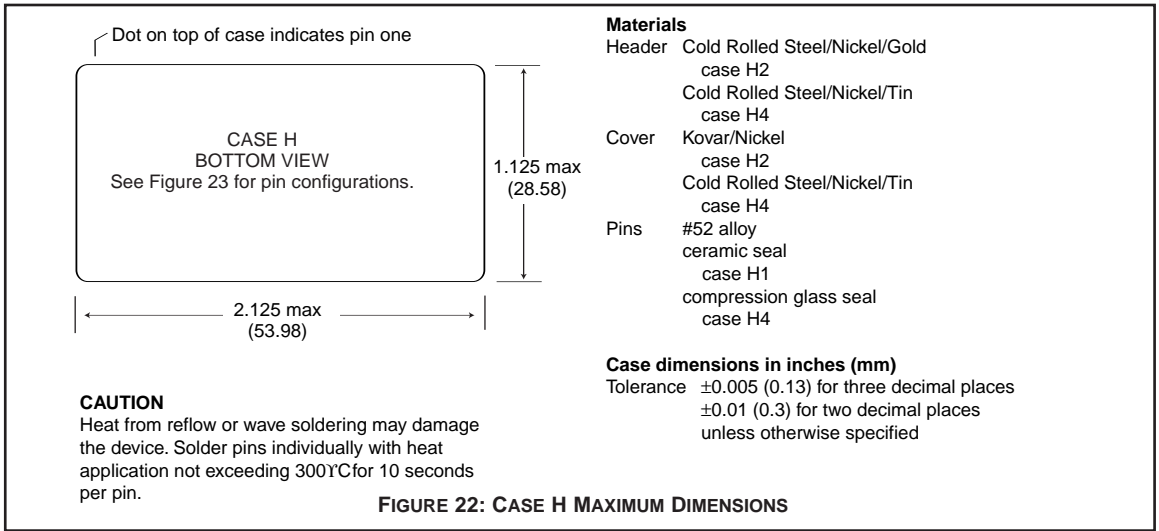 Dot on top of case indicates pin one
CASE H
BOTTOM VIEW
See Figure 23 for pin configurations.
1.125 max
(28.58)
2.125 max
(53.98)
CAUTION
Heat from reflow or wave soldering may damage
the device. Solder pins individually with heat
application not exceeding 300ϒCfor 10 seconds
per pin.
Materials
Header Cold Rolled Steel/Nickel/Gold
case H2
Cold Rolled Steel/Nickel/Tin
case H4
Cover Kovar/Nickel
case H2
Cold Rolled Steel/Nickel/Tin
case H4
Pins #52 alloy
ceramic seal
case H1
compression glass seal
case H4
Case dimensions in inches (mm)
Tolerance ±0.005 (0.13) for three decimal places
±0.01 (0.3) for two decimal places
unless otherwise specified
FIGURE 22: CASE H MAXIMUM DIMENSIONS